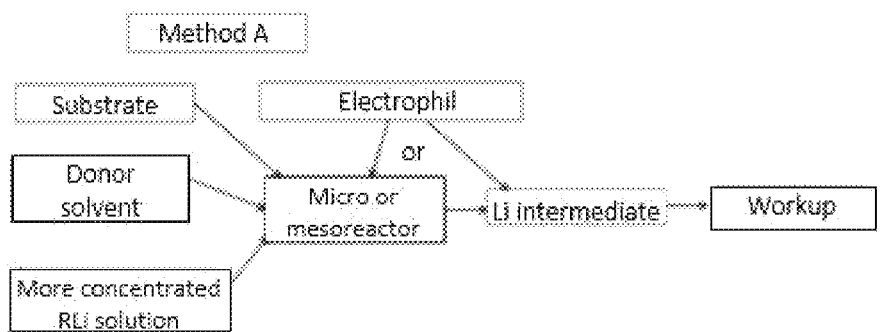 Method A
Substrate
Electrophil
or
Donor
solvent
Micro or
mesoreactor
Li intermediate
Workup
More concentrated
RLi solution